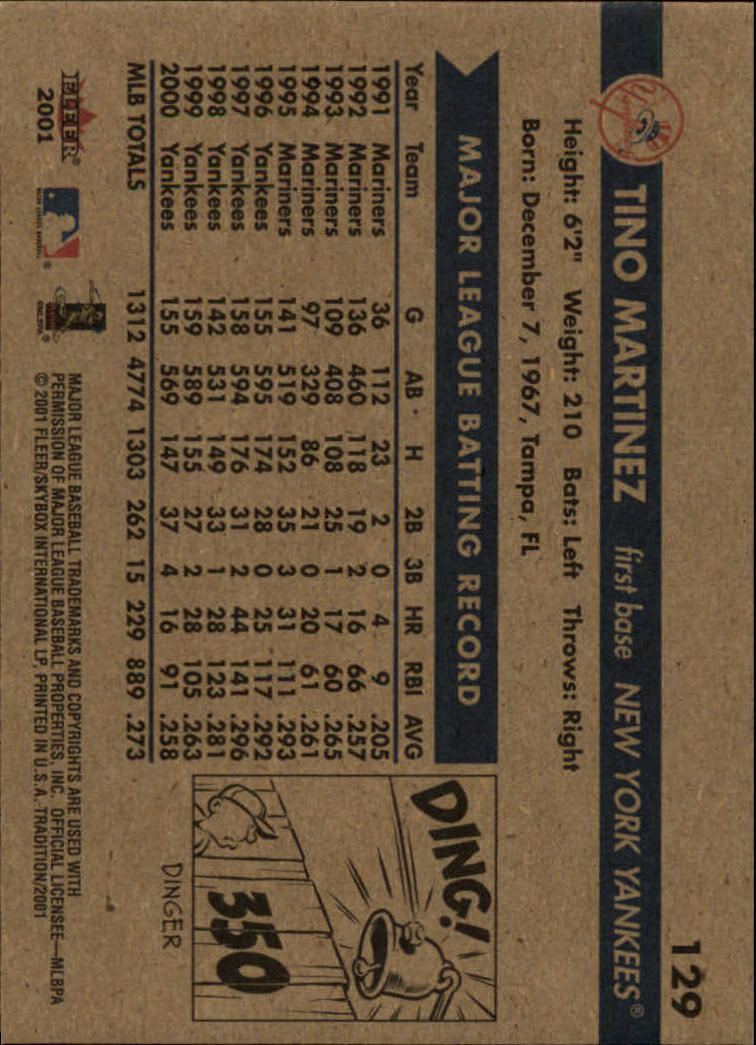 129
TINO MARTINEZ first base NEW YORK YANKEES®
Height: 6'2" Weight: 210 Bats: Left Throws: Right
Born: December 7, 1967, Tampa, FL
MAJOR LEAGUE BATTING RECORD
Year Team G AB H 2B 3B HR RBI AVG
1991 Mariners 36 112 23 2 0 4 9 .205
1992 Mariners 136 460 118 19 2 16 66 .257
1993 Mariners 109 408 108 25 1 17 60 .265
1994 Mariners 97 329 86 21 0 20 61 .261
1995 Mariners 141 519 152 35 3 31 111 .293
1996 Yankees 155 595 174 28 0 25 117 .292
1997 Yankees 158 594 176 31 2 44 141 .296
1998 Yankees 142 531 149 33 1 28 123 .281
1999 Yankees 159 589 155 27 2 28 105 .263
2000 Yankees 155 569 147 37 4 16 91 .258
MLB TOTALS 1312 4774 1303 262 15 229 889 .273
DING!
350
DINGER
FLEER®
2001
MAJOR LEAGUE BASEBALL TRADEMARKS AND COPYRIGHTS ARE USED WITH
PERMISSION OF MAJOR LEAGUE BASEBALL PROPERTIES, INC. OFFICIAL LICENSEE—MLBPA
© 2001 FLEER/SKYBOX INTERNATIONAL LP. PRINTED IN U.S.A. TRADITION/2001